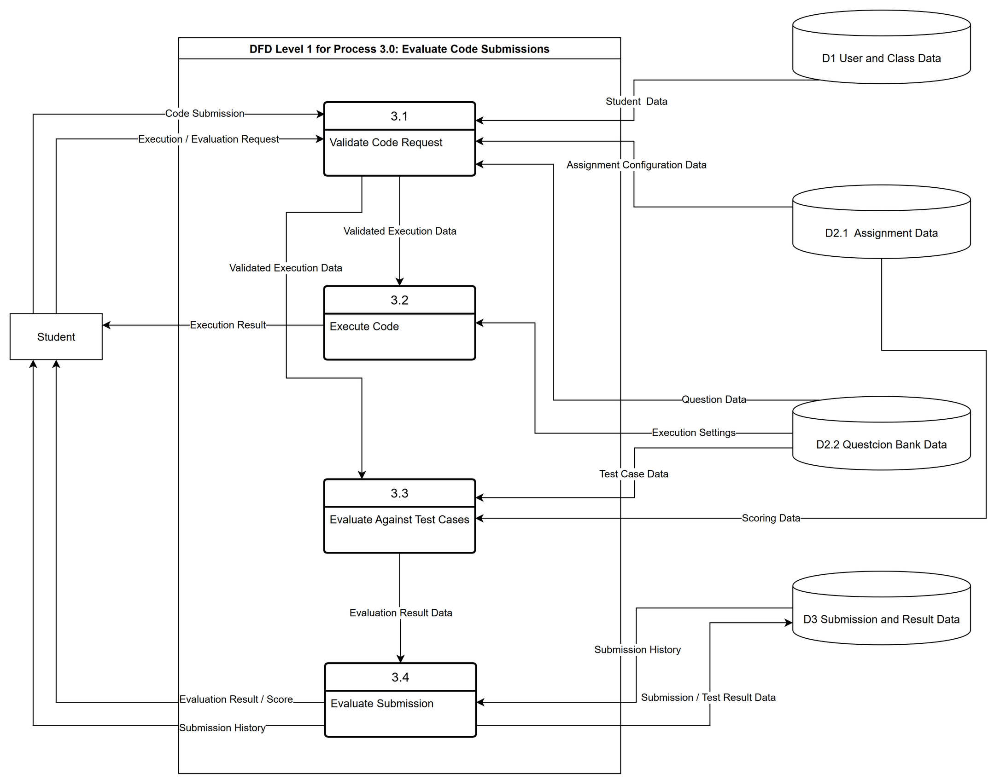 D1 User and Class Data
DFD Level 1 for Process 3.0: Evaluate Code Submissions
Student  Data
Code Submission
3.1
Execution / Evaluation Request
Validate Code Request
Assignment Configuration Data
Validated Execution Data
D2.1  Assignment Data
Validated Execution Data
3.2
Execution Result
Execute Code
Student
Question Data
Execution Settings
D2.2 Questcion Bank Data
Test Case Data
3.3
Evaluate Against Test Cases
Scoring Data
Evaluation Result Data
D3 Submission and Result Data
Submission History
3.4
Evaluation Result / Score
Evaluate Submission
Submission / Test Result Data
Submission History